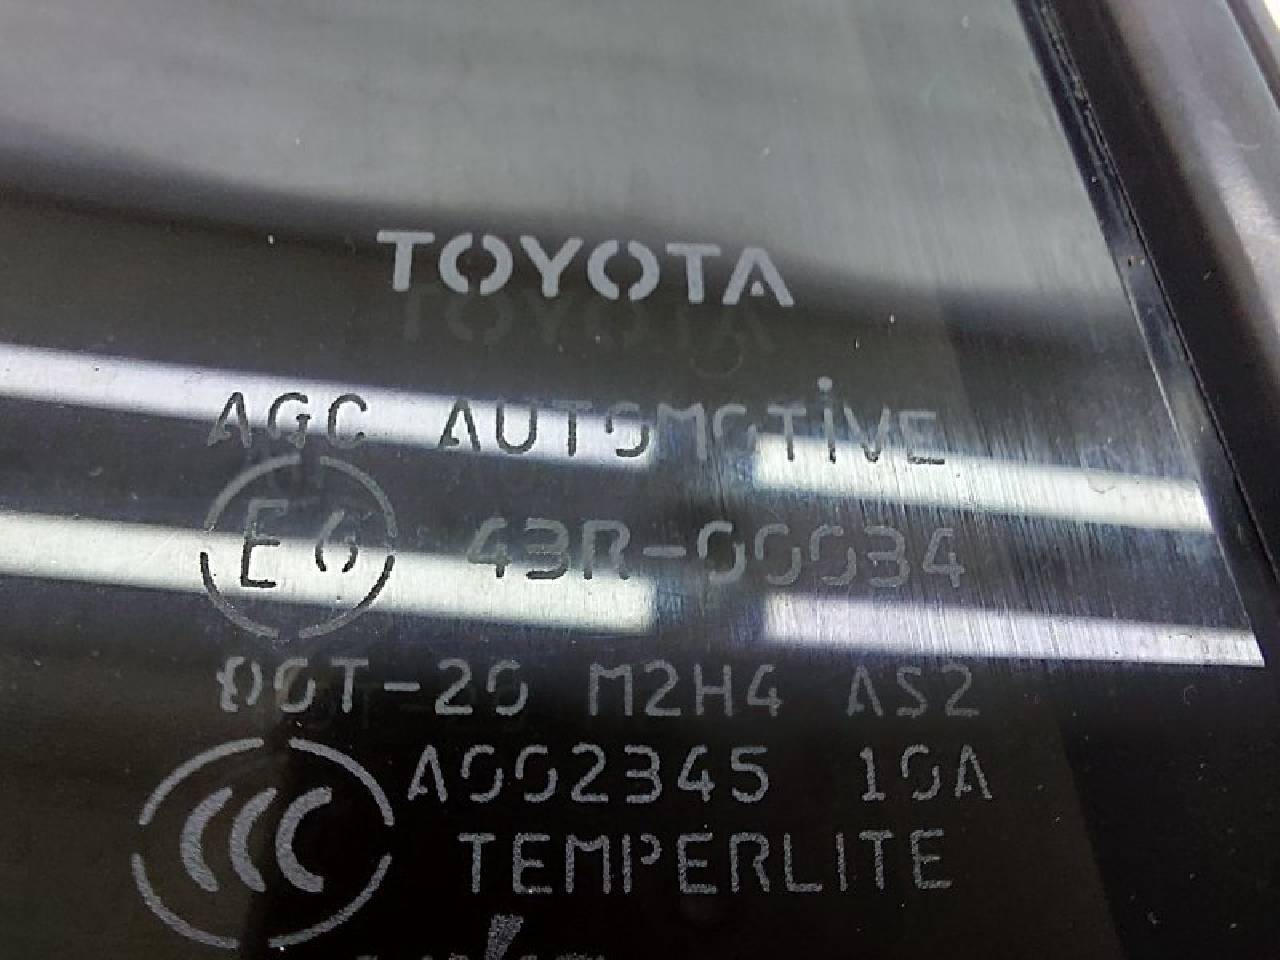 TOYOTA
AGC AUTOMOTIVE
E6 43R-00034
DOT-20 M2H4 AS2
CCC A002345 10A
TEMPERLITE